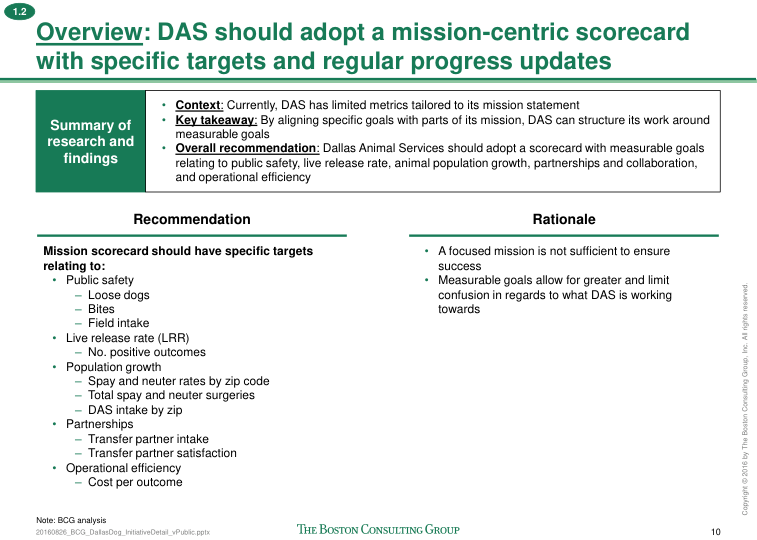 1.2
Overview: DAS should adopt a mission-centric scorecard
with specific targets and regular progress updates
Summary of
research and
findings
• Context: Currently, DAS has limited metrics tailored to its mission statement
• Key takeaway: By aligning specific goals with parts of its mission, DAS can structure its work around
measurable goals
• Overall recommendation: Dallas Animal Services should adopt a scorecard with measurable goals
relating to public safety, live release rate, animal population growth, partnerships and collaboration,
and operational efficiency
Recommendation
Mission scorecard should have specific targets
relating to:
• Public safety
– Loose dogs
– Bites
– Field intake
• Live release rate (LRR)
– No. positive outcomes
• Population growth
– Spay and neuter rates by zip code
– Total spay and neuter surgeries
– DAS intake by zip
• Partnerships
– Transfer partner intake
– Transfer partner satisfaction
• Operational efficiency
– Cost per outcome
Rationale
• A focused mission is not sufficient to ensure
success
• Measurable goals allow for greater and limit
confusion in regards to what DAS is working
towards
Copyright © 2016 by The Boston Consulting Group, Inc. All rights reserved.
Note: BCG analysis
20160826_BCG_DallasDog_InitiativeDetail_vPublic.pptx
THE BOSTON CONSULTING GROUP
10